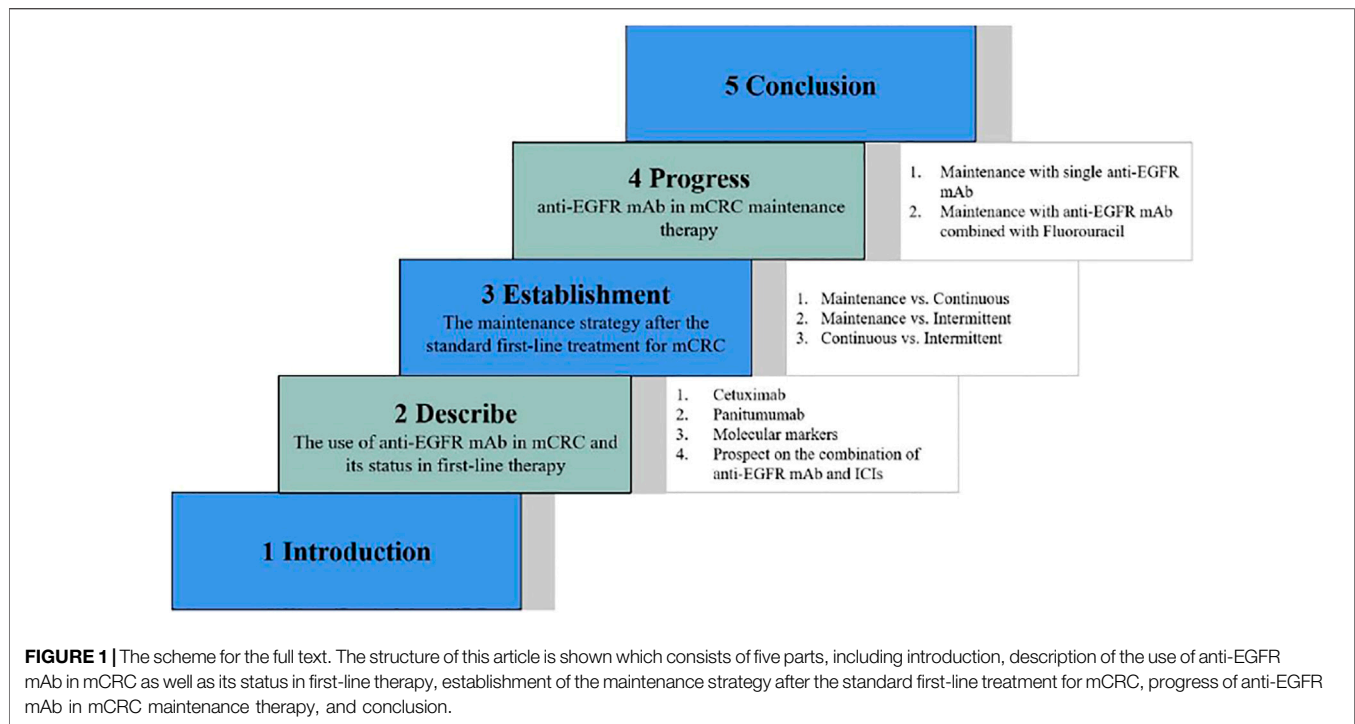 5 Conclusion
4 Progress
anti-EGFR mAb in mCRC maintenance
therapy
1. Maintenance with single anti-EGFR
mAb
2. Maintenance with anti-EGFR mAb
combined with Fluorouracil
3 Establishment
The maintenance strategy after the
standard first-line treatment for mCRC
1. Maintenance vs. Continuous
2. Maintenance vs. Intermittent
3. Continuous vs. Intermittent
2 Describe
The use of anti-EGFR mAb in mCRC and
its status in first-line therapy
1. Cetuximab
2. Panitumumab
3. Molecular markers
4. Prospect on the combination of
anti-EGFR mAb and ICIs
1 Introduction
FIGURE 1 | The scheme for the full text. The structure of this article is shown which consists of five parts, including introduction, description of the use of anti-EGFR
mAb in mCRC as well as its status in first-line therapy, establishment of the maintenance strategy after the standard first-line treatment for mCRC, progress of anti-EGFR
mAb in mCRC maintenance therapy, and conclusion.